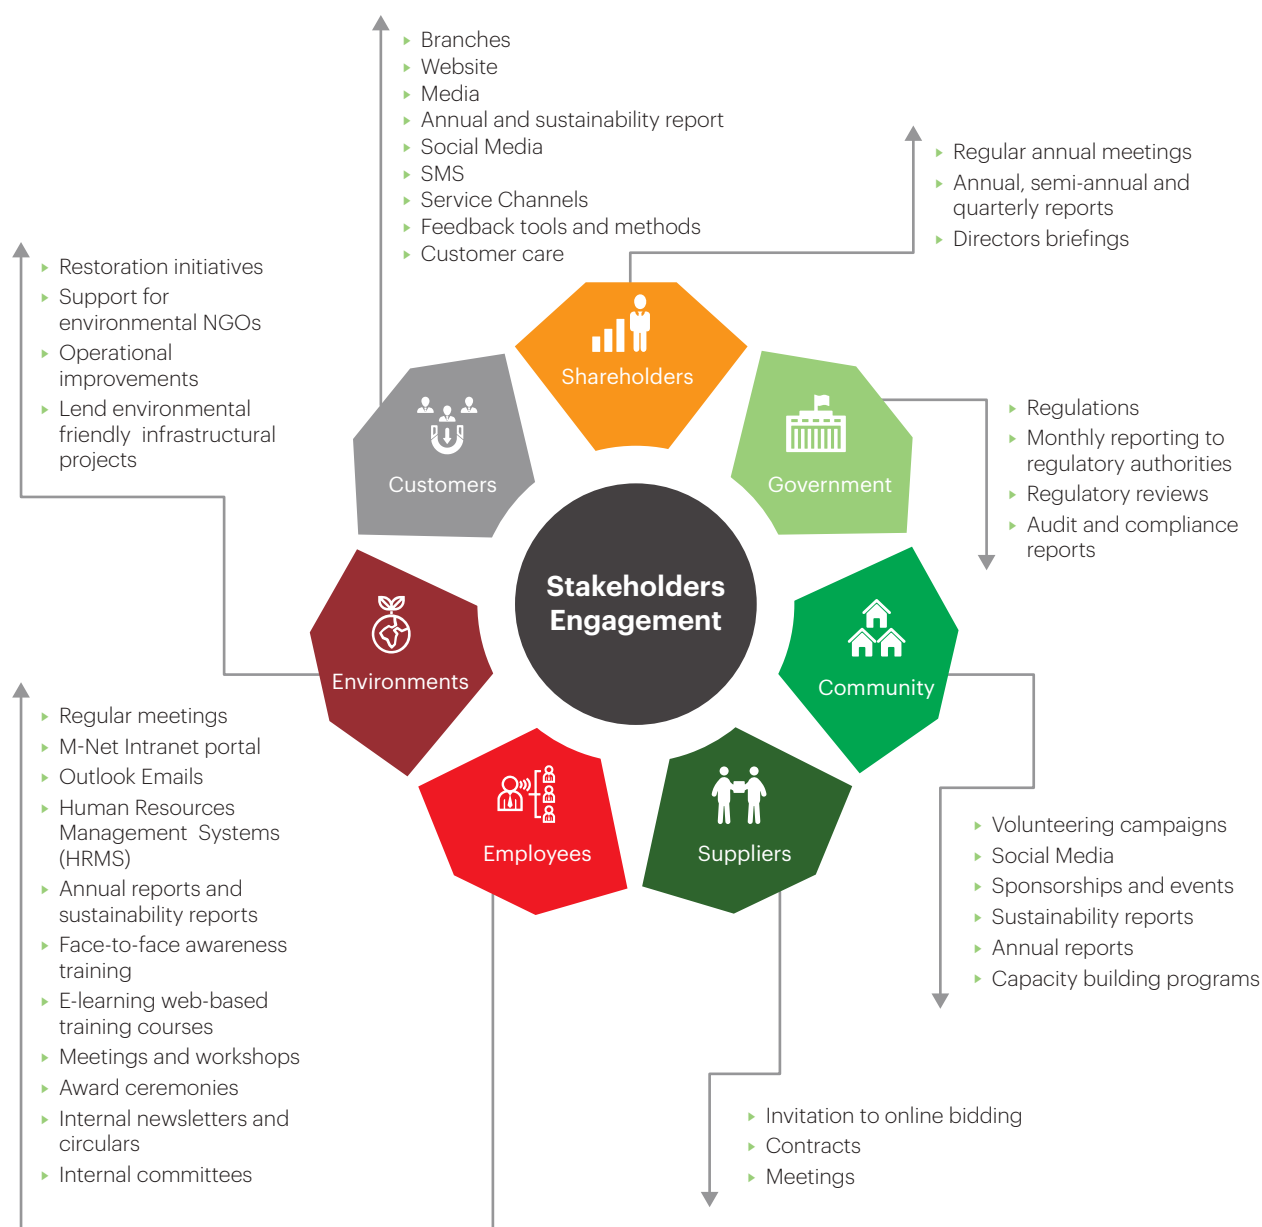 Branches
Website
Media
Annual and sustainability report
Social Media
SMS
Service Channels
Feedback tools and methods
Customer care
Regular annual meetings
Annual, semi-annual and
quarterly reports
Directors briefings
Restoration initiatives
Support for
environmental NGOs
Operational
improvements
Lend environmental
friendly infrastructural
projects
Shareholders
Customers
Government
Regulations
Monthly reporting to
regulatory authorities
Regulatory reviews
Audit and compliance
reports
Stakeholders
Engagement
Environments
Community
Employees
Suppliers
Regular meetings
M-Net Intranet portal
Outlook Emails
Human Resources
Management Systems
(HRMS)
Annual reports and
sustainability reports
Face-to-face awareness
training
E-learning web-based
training courses
Meetings and workshops
Award ceremonies
Internal newsletters and
circulars
Internal committees
Volunteering campaigns
Social Media
Sponsorships and events
Sustainability reports
Annual reports
Capacity building programs
Invitation to online bidding
Contracts
Meetings